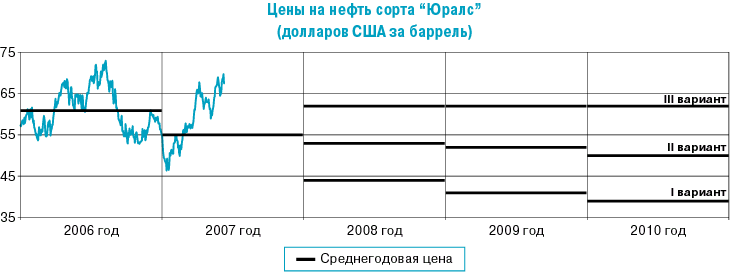 Цены на нефть сорта “Юралс”
(долларов США за баррель)
75
65
55
45
35
III вариант
II вариант
I вариант
2006 год
2007 год
2008 год
2009 год
2010 год
Среднегодовая цена